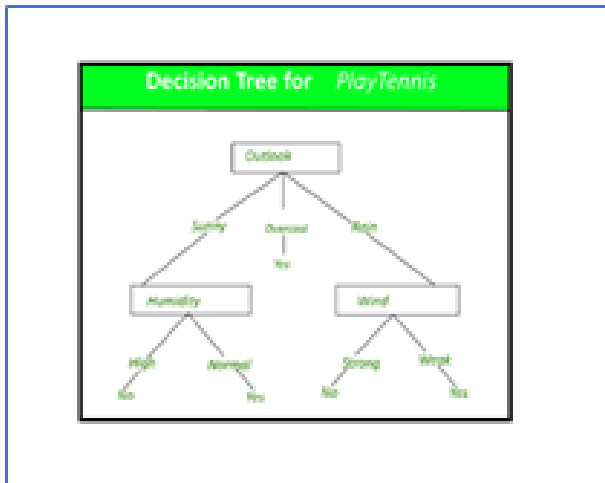 Decision Tree for PlayTennis
Outlook
Sunny Overcast Rain
Yes
Humidity Wind
High Normal Strong Weak
No Yes No Yes